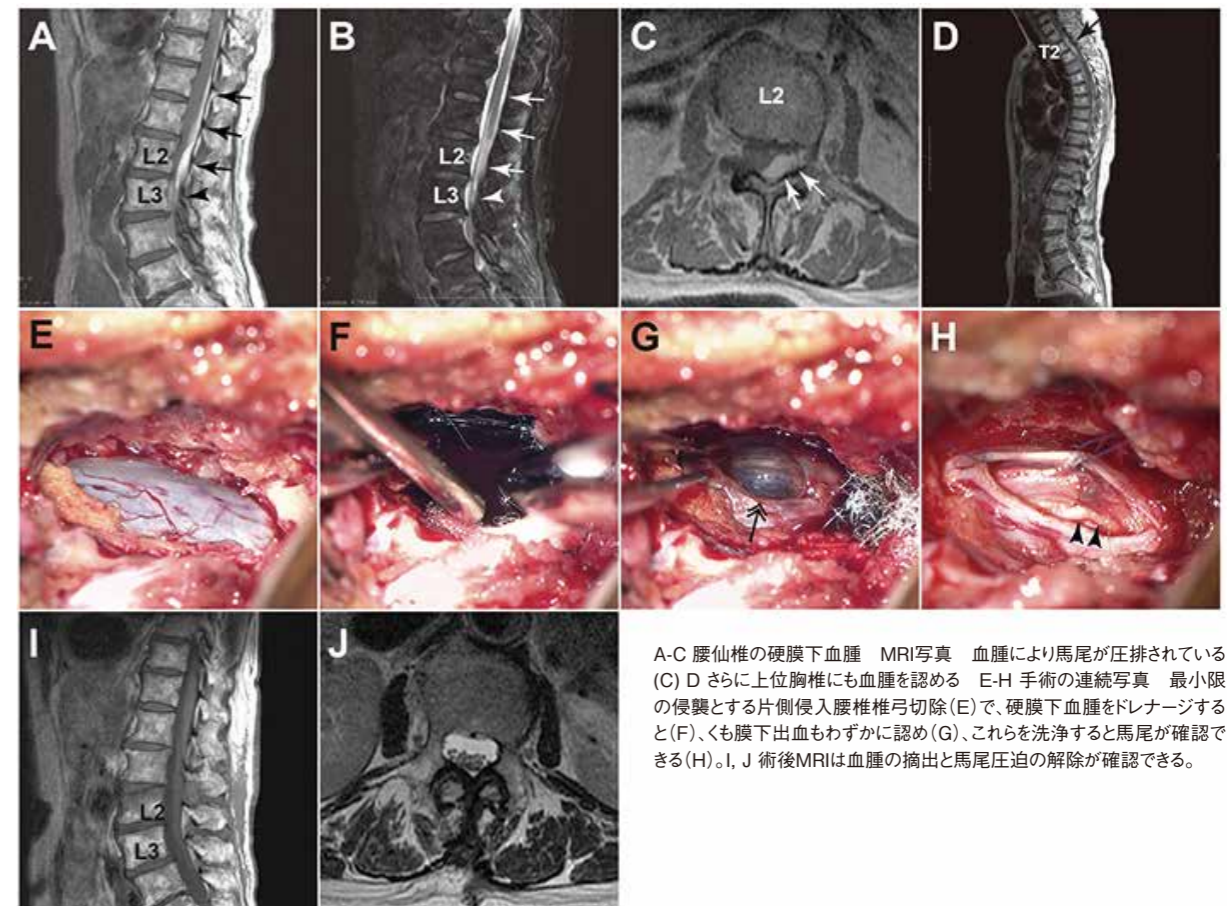 A
L2
L3
B
L2
L3
C
L2
D
T2
E
F
G
H
I
L2
L3
J
A-C 腰仙椎の硬膜下血腫　MRI写真　血腫により馬尾が圧排されている
(C) D さらに上位胸椎にも血腫を認める　E-H 手術の連続写真　最小限
の侵襲とする片側侵入腰椎椎弓切除(E)で、硬膜下血腫をドレナージする
と(F)、くも膜下出血もわずかに認め(G)、これらを洗浄すると馬尾が確認で
きる(H)。I, J 術後MRIは血腫の摘出と馬尾圧迫の解除が確認できる。